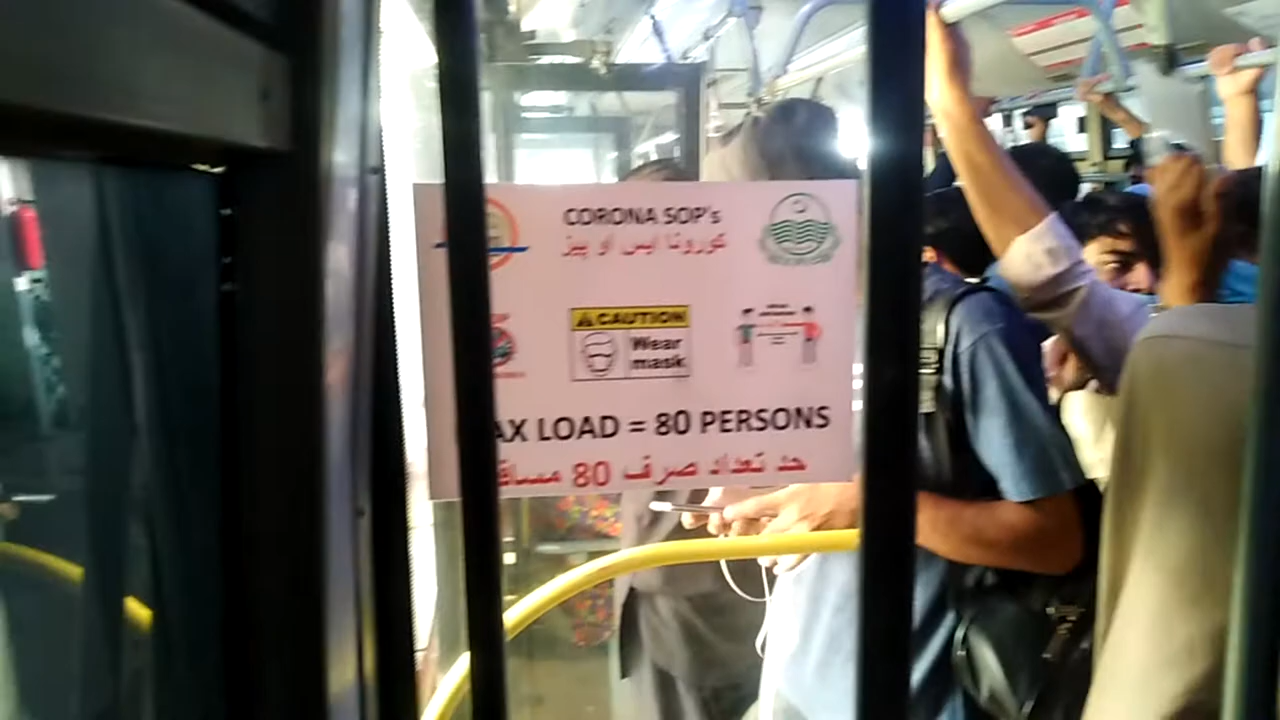 CORONA SOP's
کورونا ایس او پیز
CAUTION
Wear
mask
AX LOAD = 80 PERSONS
حد تعداد صرف 80